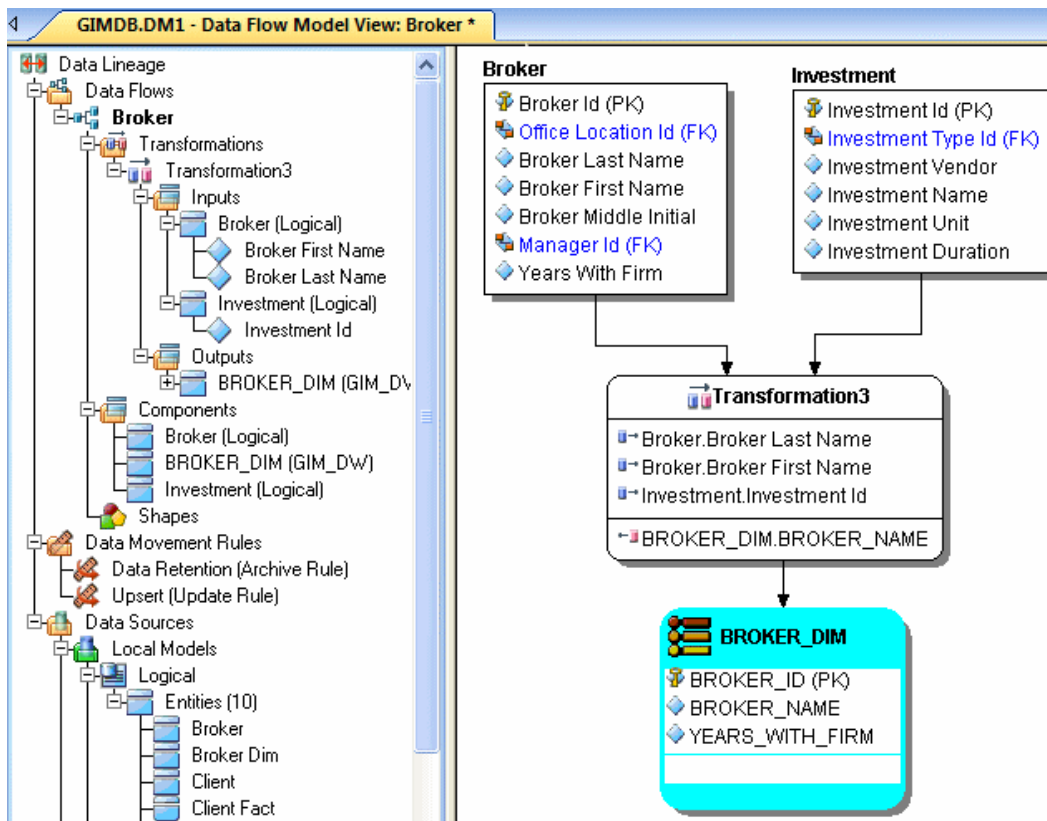 GIMDB.DM1 - Data Flow Model View: Broker *
Data Lineage
Data Flows
Broker
Transformations
Transformation3
Inputs
Broker (Logical)
Broker First Name
Broker Last Name
Investment (Logical)
Investment Id
Outputs
BROKER_DIM (GIM_DV
Components
Broker (Logical)
BROKER_DIM (GIM_DW)
Investment (Logical)
Shapes
Data Movement Rules
Data Retention (Archive Rule)
Upsert (Update Rule)
Data Sources
Local Models
Logical
Entities (10)
Broker
Broker Dim
Client
Client Fact
Broker
Broker Id (PK)
Office Location Id (FK)
Broker Last Name
Broker First Name
Broker Middle Initial
Manager Id (FK)
Years With Firm
Investment
Investment Id (PK)
Investment Type Id (FK)
Investment Vendor
Investment Name
Investment Unit
Investment Duration
Transformation3
Broker.Broker Last Name
Broker.Broker First Name
Investment.Investment Id
BROKER_DIM.BROKER_NAME
BROKER_DIM
BROKER_ID (PK)
BROKER_NAME
YEARS_WITH_FIRM